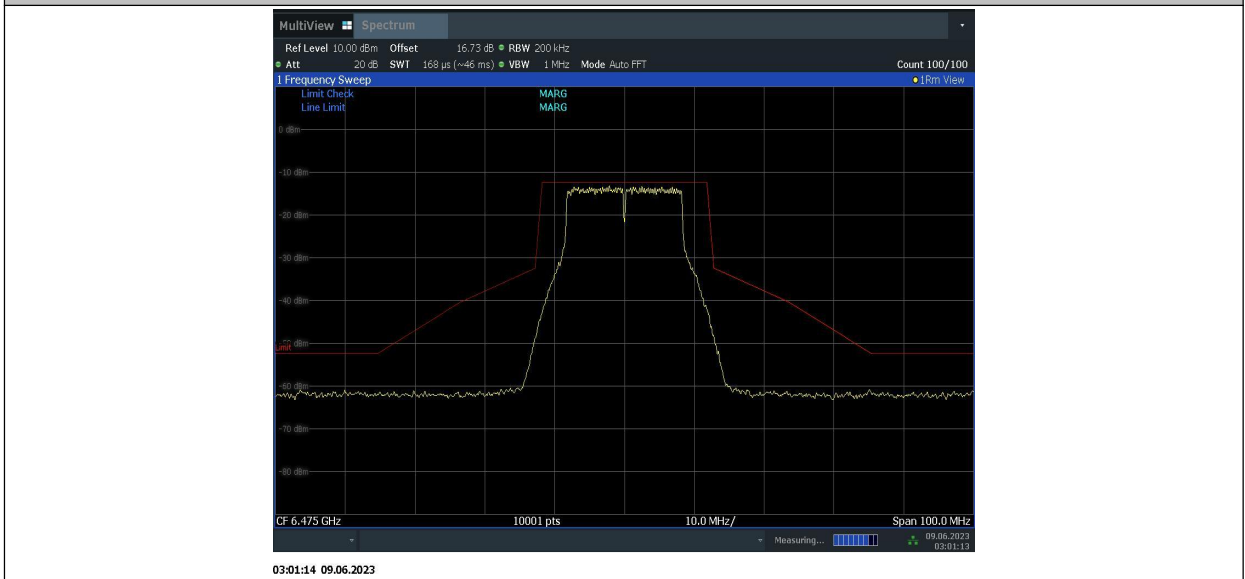 MultiView Spectrum
Ref Level 10.00 dBm Offset 16.73 dB RBW 200 kHz
Att 20 dB SWT 168 µs (~46 ms) VBW 1 MHz Mode Auto FFT Count 100/100
1 Frequency Sweep 1Rm View
Limit Check MARG
Line Limit MARG
0 dBm
-10 dBm
-20 dBm
-30 dBm
-40 dBm
-50 dBm
Limit
-60 dBm
-70 dBm
-80 dBm
CF 6.475 GHz 10001 pts 10.0 MHz/ Span 100.0 MHz
Measuring... 09.06.2023
03:01:13
03:01:14 09.06.2023